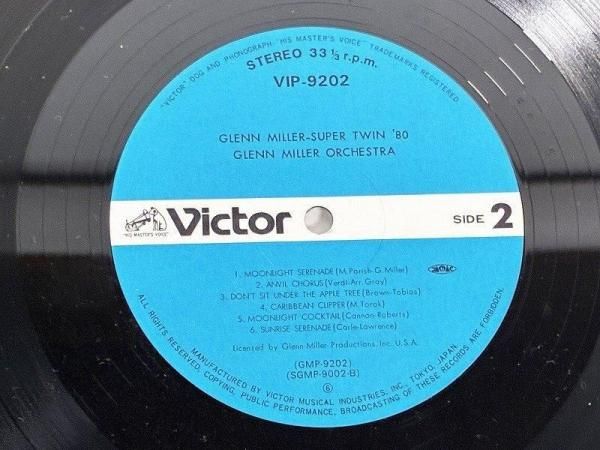 "VICTOR" DOG AND PHONOGRAPH-"HIS MASTER'S VOICE" TRADEMARKS REGISTERED.
STEREO 33 1/3 r.p.m.
VIP-9202
GLENN MILLER-SUPER TWIN '80
GLENN MILLER ORCHESTRA
"HIS MASTER'S VOICE"
Victor
SIDE 2
1. MOONLIGHT SERENADE (M. Parish-G. Miller)
2. ANVIL CHORUS (Verdi-Arr. Gray)
3. DON'T SIT UNDER THE APPLE TREE (Brown-Tobias)
4. CARIBBEAN CLIPPER (M. Torok)
5. MOONLIGHT COCKTAIL (Cannon-Roberts)
6. SUNRISE SERENADE (Carle-Lawrence)
Licensed by Glenn Miller Productions, Inc. U.S.A.
(GMP-9202)
(SGMP-9002-B)
6
MANUFACTURED BY VICTOR MUSICAL INDUSTRIES, INC., TOKYO, JAPAN.
ALL RIGHTS RESERVED, COPYING, PUBLIC PERFORMANCE, BROADCASTING OF THESE RECORDS ARE FORBIDDEN.